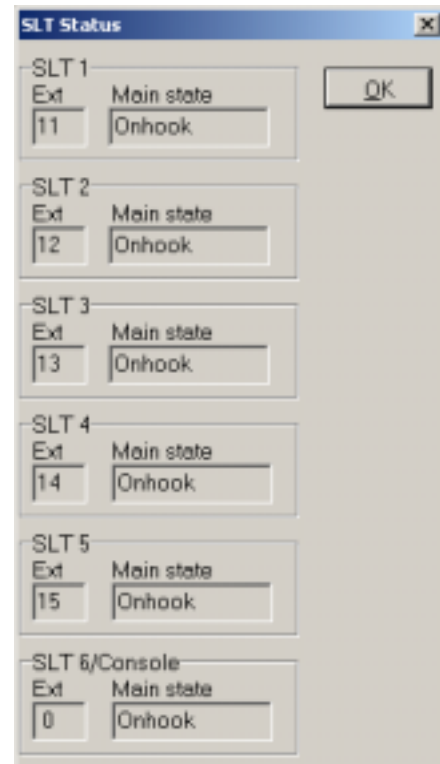 SLT Status
SLT 1
Ext Main state
11 Onhook
OK
SLT 2
Ext Main state
12 Onhook
SLT 3
Ext Main state
13 Onhook
SLT 4
Ext Main state
14 Onhook
SLT 5
Ext Main state
15 Onhook
SLT 6/Console
Ext Main state
0 Onhook